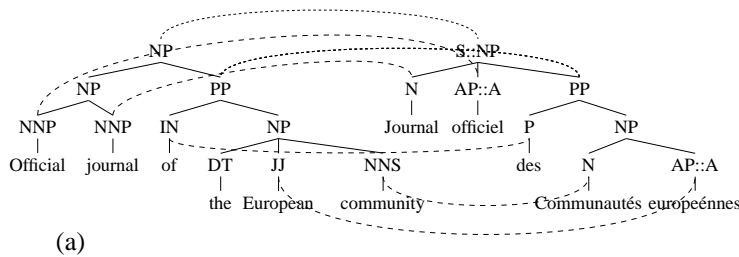 NP S::NP
NP PP N AP::A PP
NNP NNP IN NP Journal officiel P NP
Official journal of DT JJ NNS des N AP::A
the European community Communautés europeénnes
(a)